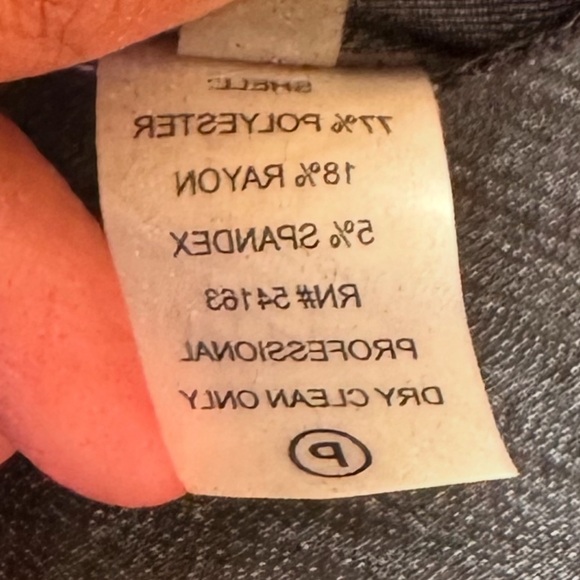 SHELL:
77% POLYESTER
18% RAYON
5% SPANDEX
RN# 54163
PROFESSIONAL
DRY CLEAN ONLY
P